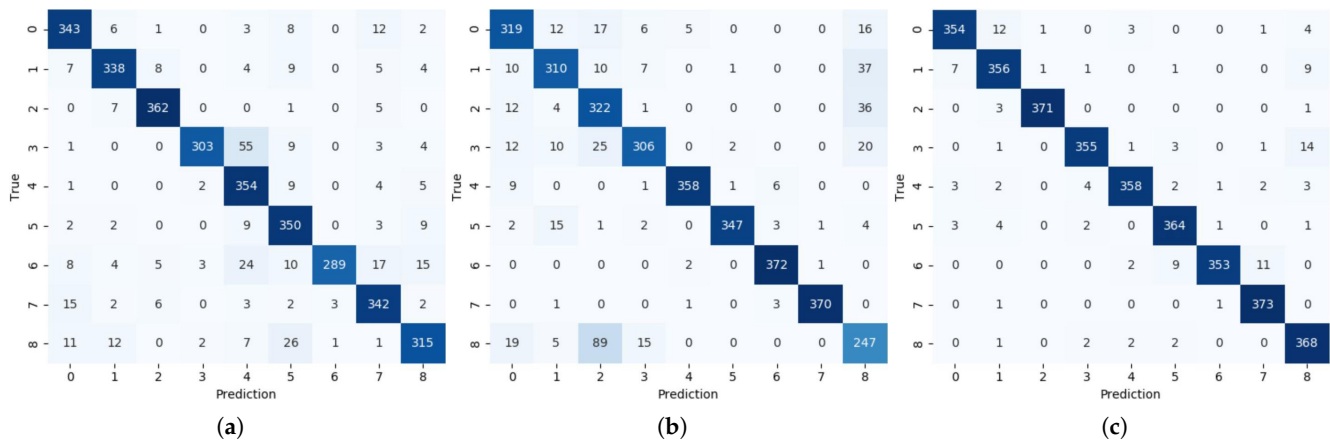 0 343 6 1 0 3 8 0 12 2
1 7 338 8 0 4 9 0 5 4
2 0 7 362 0 0 1 0 5 0
3 1 0 0 303 55 9 0 3 4
4 1 0 0 2 354 9 0 4 5
5 2 2 0 0 9 350 0 3 9
6 8 4 5 3 24 10 289 17 15
7 15 2 6 0 3 2 3 342 2
8 11 12 0 2 7 26 1 1 315
0 1 2 3 4 5 6 7 8
True
Prediction
(a)
0 319 12 17 6 5 0 0 0 16
1 10 310 10 7 0 1 0 0 37
2 12 4 322 1 0 0 0 0 36
3 12 10 25 306 0 2 0 0 20
4 9 0 0 1 358 1 6 0 0
5 2 15 1 2 0 347 3 1 4
6 0 0 0 0 2 0 372 1 0
7 0 1 0 0 1 0 3 370 0
8 19 5 89 15 0 0 0 0 247
0 1 2 3 4 5 6 7 8
True
Prediction
(b)
0 354 12 1 0 3 0 0 1 4
1 7 356 1 1 0 1 0 0 9
2 0 3 371 0 0 0 0 0 1
3 0 1 0 355 1 3 0 1 14
4 3 2 0 4 358 2 1 2 3
5 3 4 0 2 0 364 1 0 1
6 0 0 0 0 2 9 353 11 0
7 0 1 0 0 0 0 1 373 0
8 0 1 0 2 2 2 0 0 368
0 1 2 3 4 5 6 7 8
True
Prediction
(c)